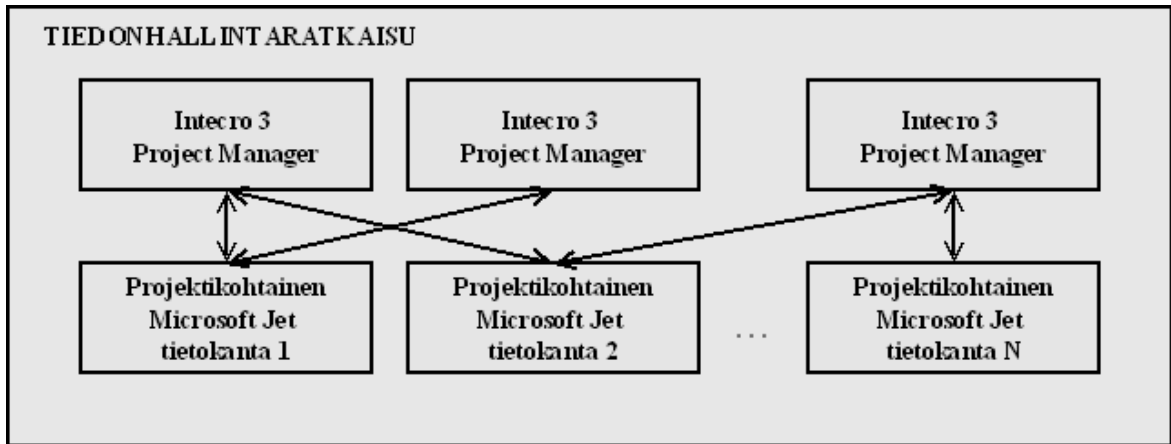 TIEDONHALLINTARATKAISU
Intecro 3
Project Manager
Intecro 3
Project Manager
Intecro 3
Project Manager
Projektikohtainen
Microsoft Jet
tietokanta 1
Projektikohtainen
Microsoft Jet
tietokanta 2
...
Projektikohtainen
Microsoft Jet
tietokanta N